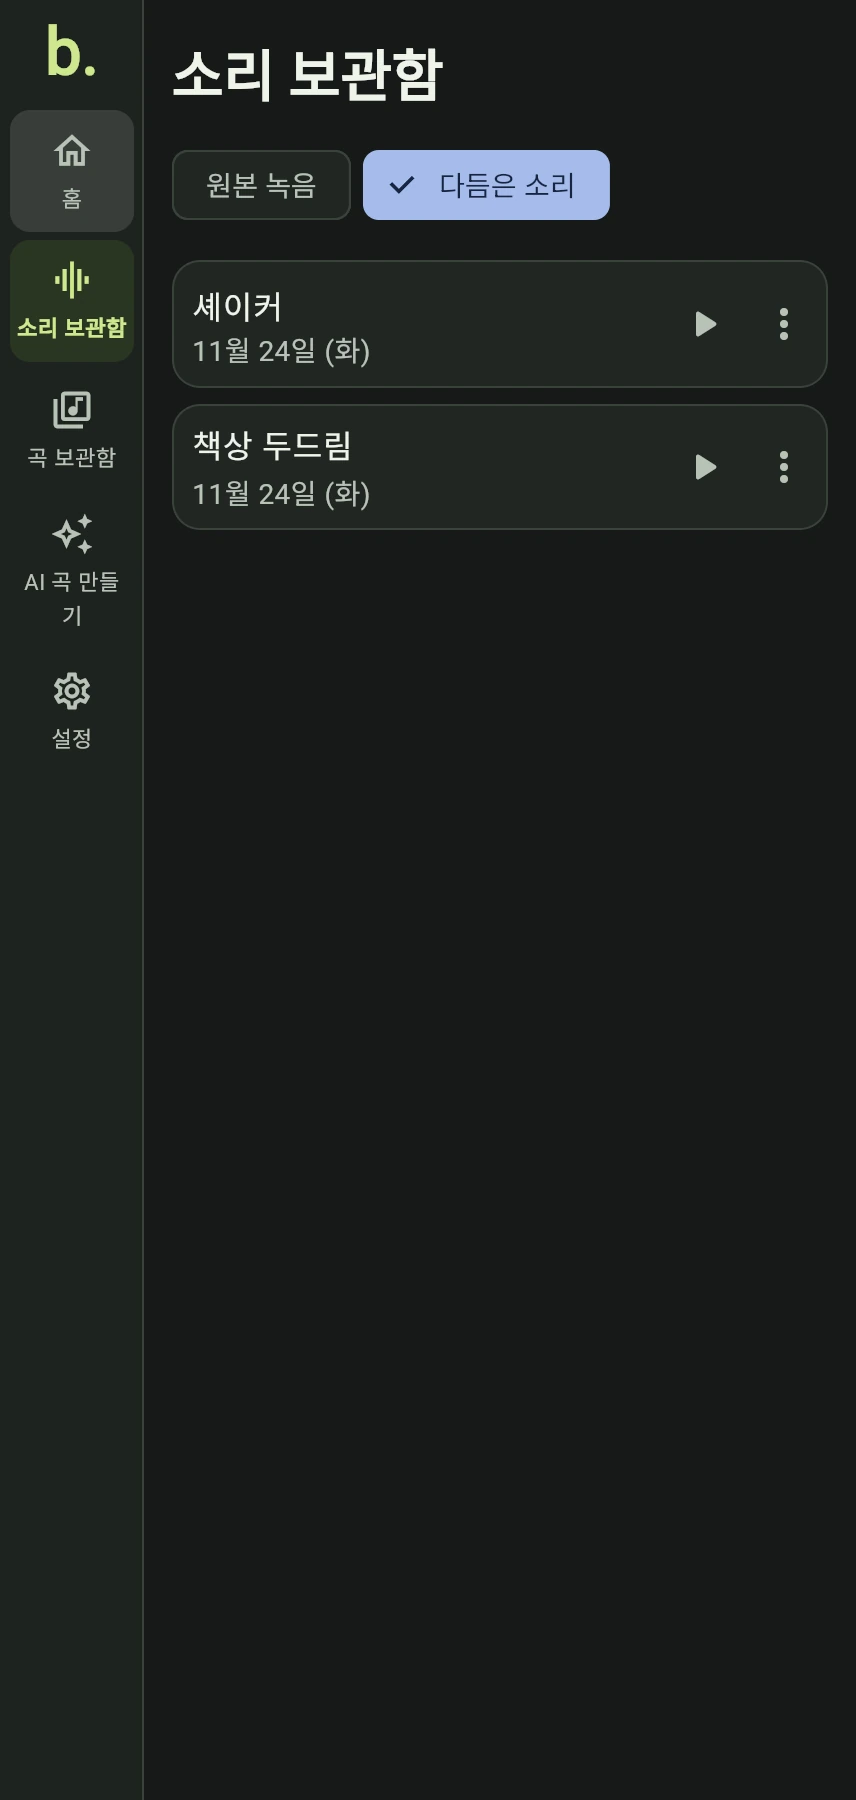 b.
홈
소리 보관함
곡 보관함
AI 곡 만들
기
설정
소리 보관함
원본 녹음
다듬은 소리
셰이커
11월 24일 (화)
책상 두드림
11월 24일 (화)